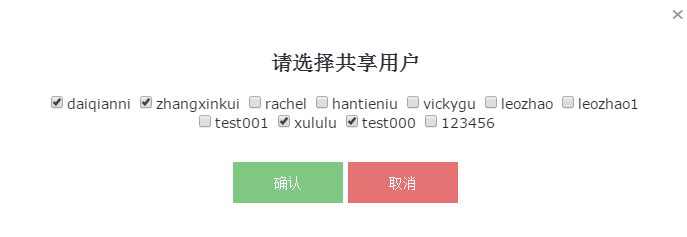 请选择共享用户
daiqianni zhangxinkui rachel hantieniu vickygu leozhao leozhao1
test001 xululu test000 123456
确认 取消